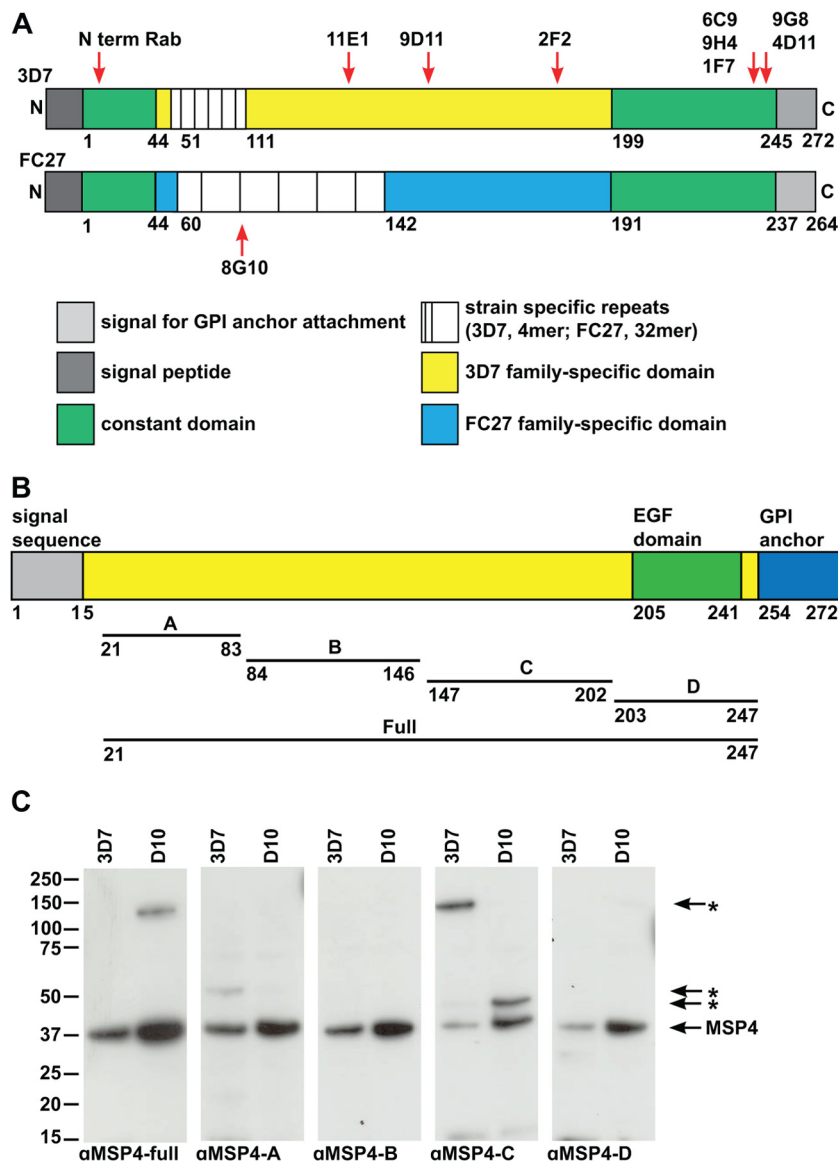 A
N term Rab 11E1 9D11 2F2 6C9 9G8
9H4 4D11
1F7
3D7
N C
1 44 51 111 199 245 272
FC27
N C
1 44 60 142 191 237 264
8G10
signal for GPI anchor attachment
signal peptide
constant domain
strain specific repeats
(3D7, 4mer; FC27, 32mer)
3D7 family-specific domain
FC27 family-specific domain
B
signal
sequence
EGF
domain
GPI
anchor
1 15 205 241 254 272
A
21 83
B
84 146
C
147 202
D
203 247
Full
21 247
C
3D7 D10 3D7 D10 3D7 D10 3D7 D10 3D7 D10
250
150 *
100
75
50 *
*
37 MSP4
25
20
15
αMSP4-full αMSP4-A αMSP4-B αMSP4-C αMSP4-D